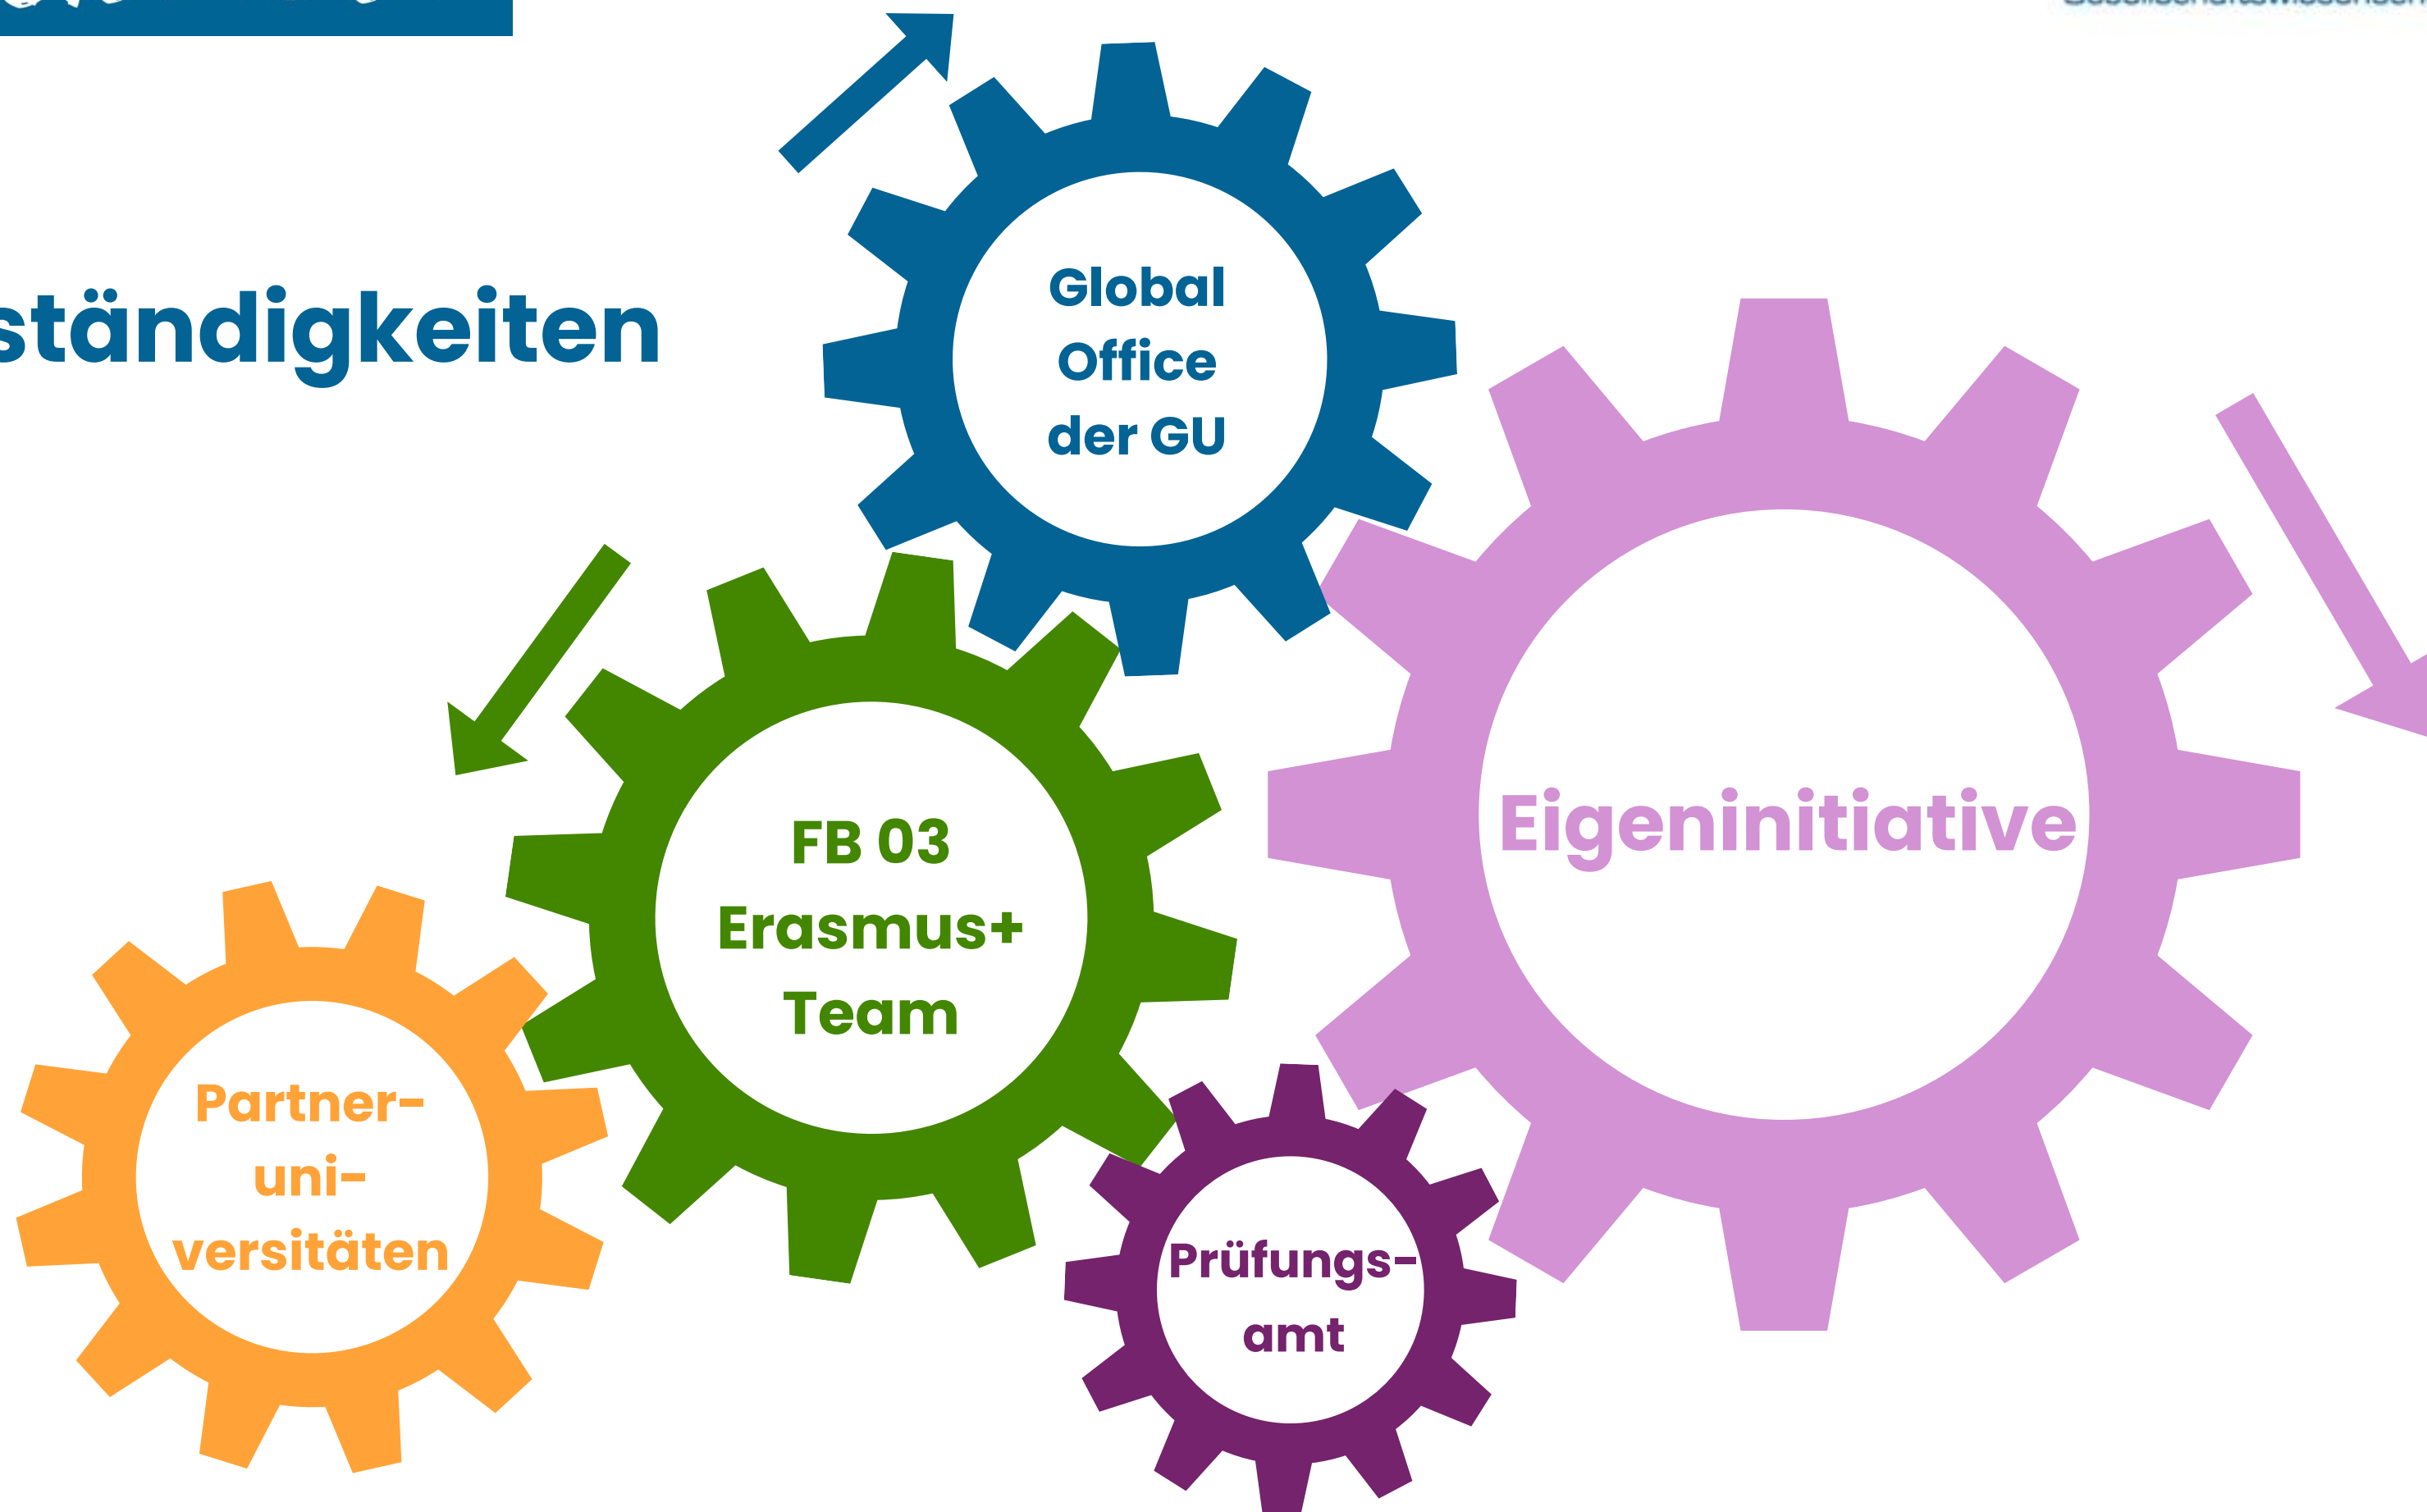 ständigkeiten
Global
Office
der GU
Eigeninitiative
FB 03
Erasmus+
Team
Partner-
uni-
versitäten
Prüfungs-
amt